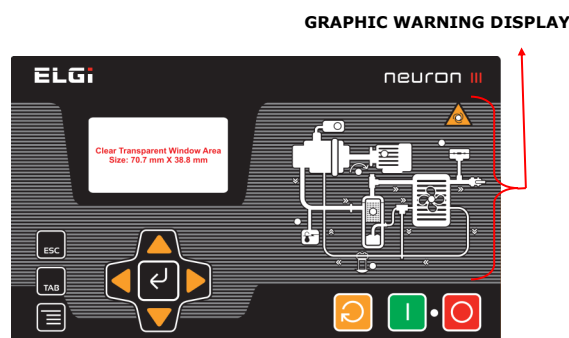 GRAPHIC WARNING DISPLAY
ELGi
neuron III
Clear Transparent Window Area
Size: 70.7 mm X 38.8 mm
ESC
TAB